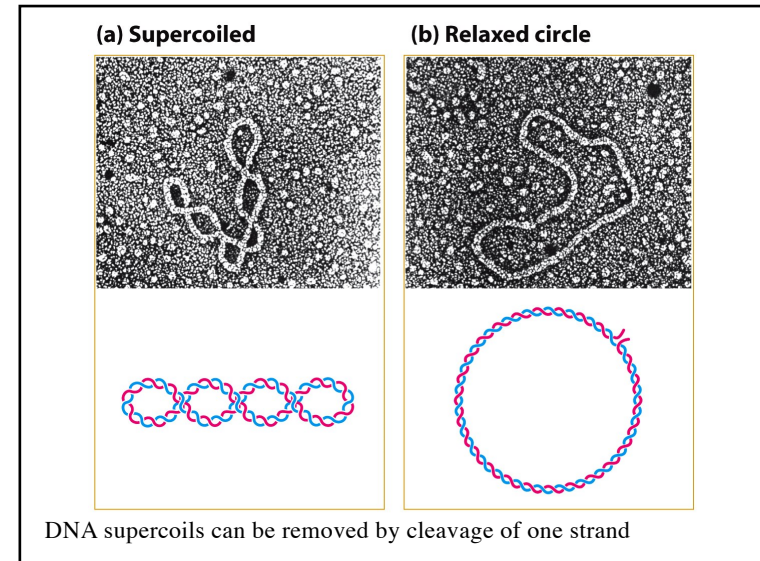 (a) Supercoiled
(b) Relaxed circle
DNA supercoils can be removed by cleavage of one strand